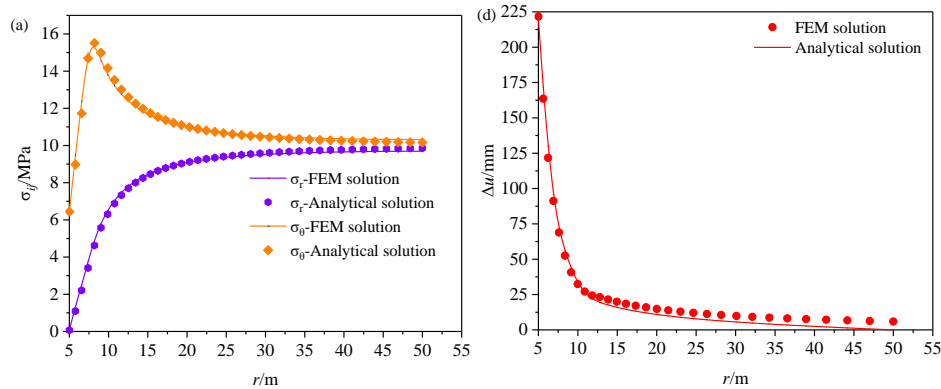 (a)
16
14
12
10
8
6
4
2
0
σij/MPa
σr-FEM solution
σr-Analytical solution
σθ-FEM solution
σθ-Analytical solution
5 10 15 20 25 30 35 40 45 50 55
r/m
(d)
225
200
175
150
125
100
75
50
25
0
Δu/mm
FEM solution
Analytical solution
5 10 15 20 25 30 35 40 45 50 55
r/m